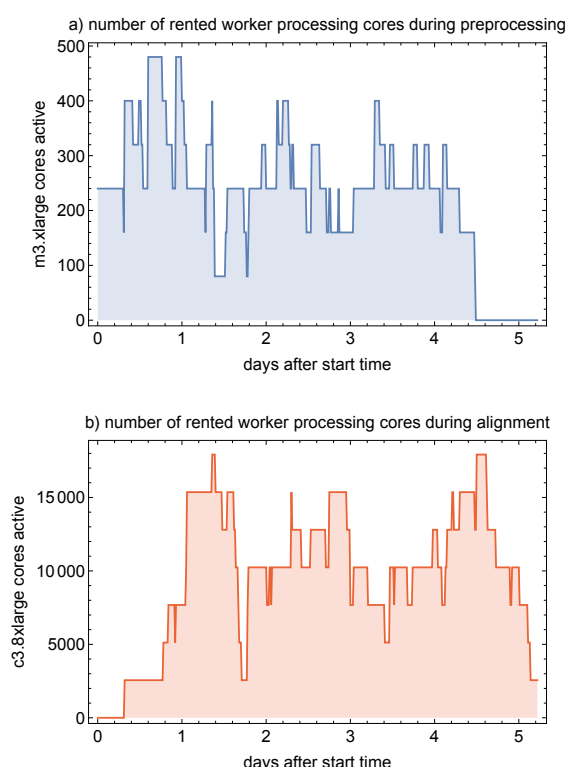 a) number of rented worker processing cores during preprocessing
500
400
300
200
100
0
m3.xlarge cores active
0 1 2 3 4 5
days after start time
b) number of rented worker processing cores during alignment
15 000
10 000
5000
0
c3.8xlarge cores active
0 1 2 3 4 5
days after start time